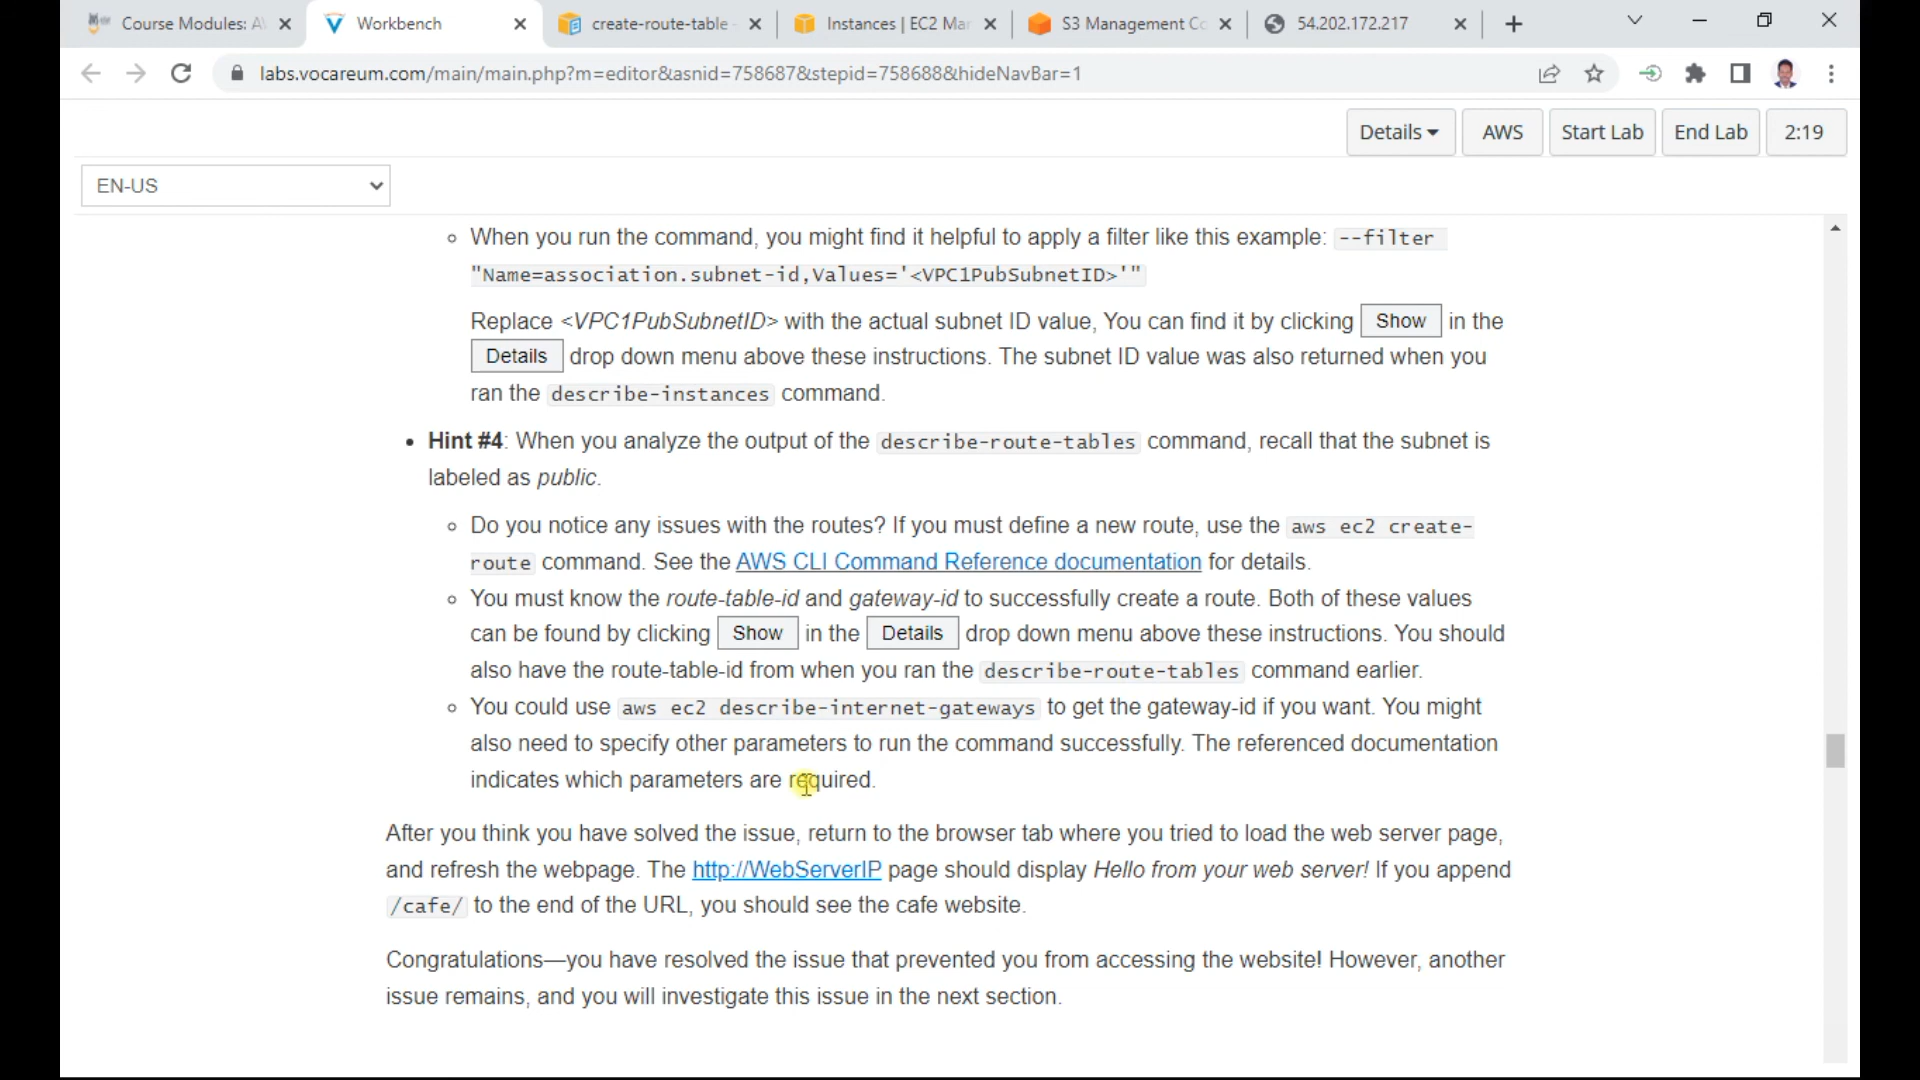 Course Modules: A
Workbench
create-route-table
Instances | EC2 Mar
S3 Management Co
54.202.172.217
labs.vocareum.com/main/main.php?m=editor&asnid=758687&stepid=758688&hideNavBar=1
Details
AWS
Start Lab
End Lab
2:19
EN-US
When you run the command, you might find it helpful to apply a filter like this example: --filter
"Name=association.subnet-id,Values='<VPC1PubSubnetID>'"
Replace <VPC1PubSubnetID> with the actual subnet ID value, You can find it by clicking Show in the
Details drop down menu above these instructions. The subnet ID value was also returned when you
ran the describe-instances command.
Hint #4: When you analyze the output of the describe-route-tables command, recall that the subnet is
labeled as public.
Do you notice any issues with the routes? If you must define a new route, use the aws ec2 create-
route command. See the AWS CLI Command Reference documentation for details.
You must know the route-table-id and gateway-id to successfully create a route. Both of these values
can be found by clicking Show in the Details drop down menu above these instructions. You should
also have the route-table-id from when you ran the describe-route-tables command earlier.
You could use aws ec2 describe-internet-gateways to get the gateway-id if you want. You might
also need to specify other parameters to run the command successfully. The referenced documentation
indicates which parameters are required.
After you think you have solved the issue, return to the browser tab where you tried to load the web server page,
and refresh the webpage. The http://WebServerIP page should display Hello from your web server! If you append
/cafe/ to the end of the URL, you should see the cafe website.
Congratulations—you have resolved the issue that prevented you from accessing the website! However, another
issue remains, and you will investigate this issue in the next section.